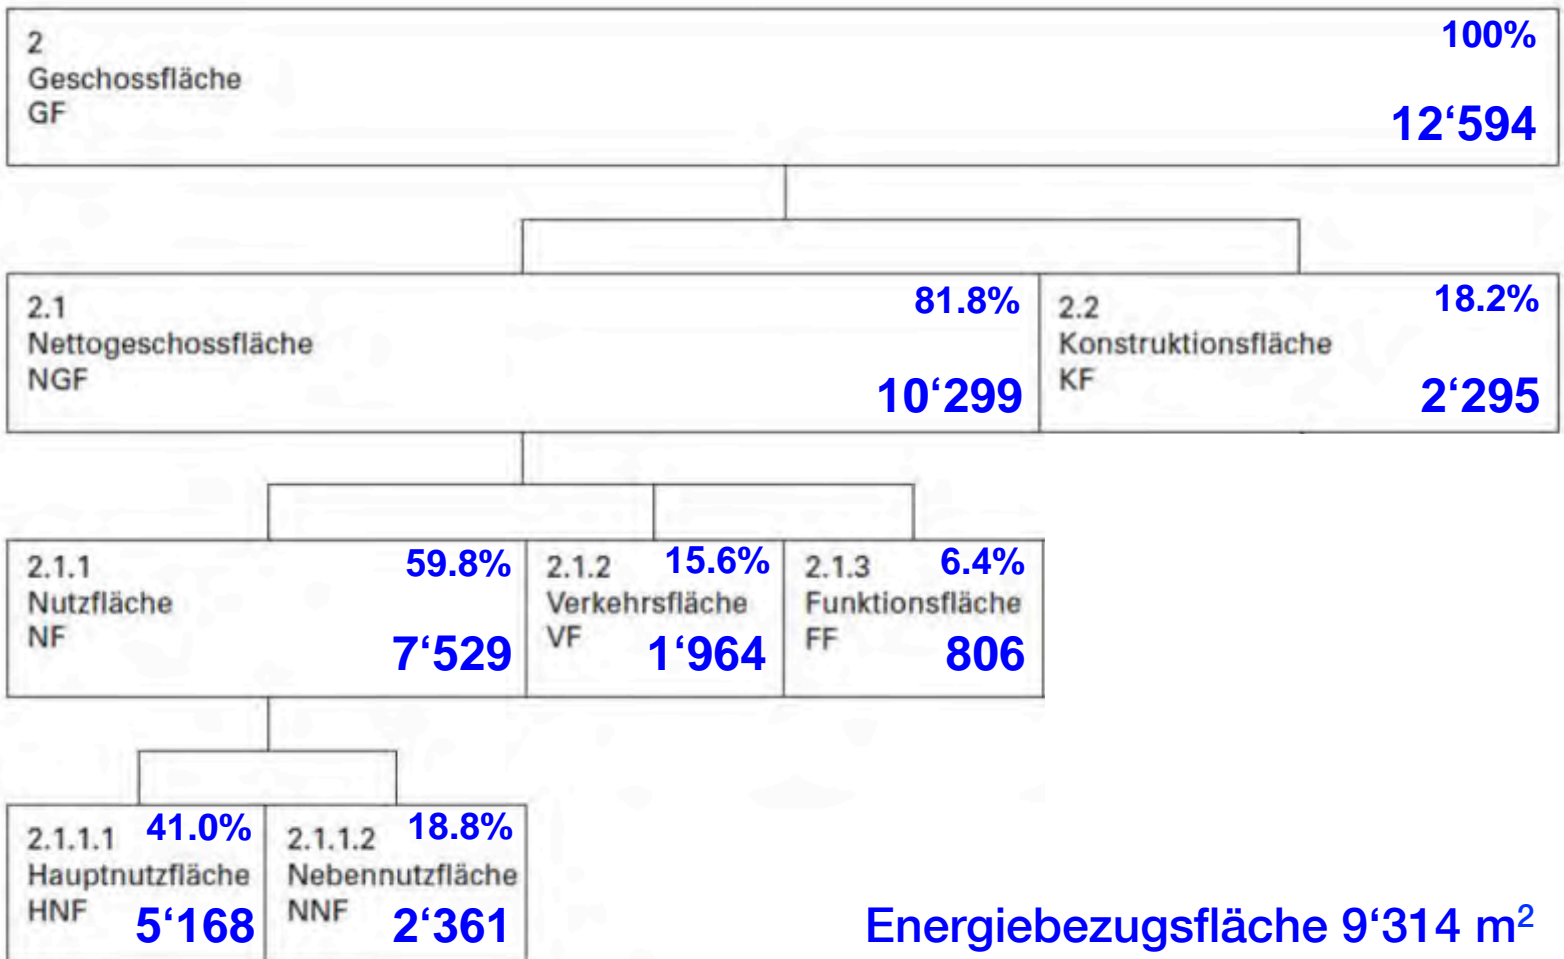 2
Geschossfläche
GF
100%
12‘594
2.1
Nettogeschossfläche
NGF
81.8%
10‘299
2.2
Konstruktionsfläche
KF
18.2%
2‘295
2.1.1
Nutzfläche
NF
59.8%
7‘529
2.1.2
Verkehrsfläche
VF
15.6%
1‘964
2.1.3
Funktionsfläche
FF
6.4%
806
2.1.1.1
Hauptnutzfläche
HNF
41.0%
5‘168
2.1.1.2
Nebennutzfläche
NNF
18.8%
2‘361
Energiebezugsfläche 9‘314 m²